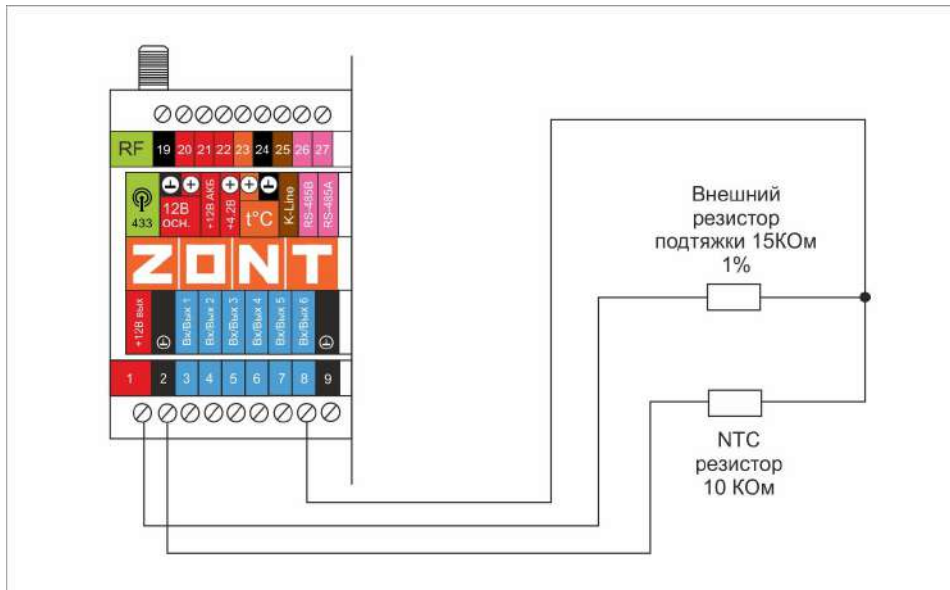 RF 19 20 21 22 23 24 25 26 27
433 12В осн. +12В АКБ +4.2В t°C K-Line RS-485B RS-485A
ZONT
+12В вых Вх/Вых 1 Вх/Вых 2 Вх/Вых 3 Вх/Вых 4 Вх/Вых 5 Вх/Вых 6
1 2 3 4 5 6 7 8 9
Внешний
резистор
подтяжки 15КОм
1%
NTC
резистор
10 КОм